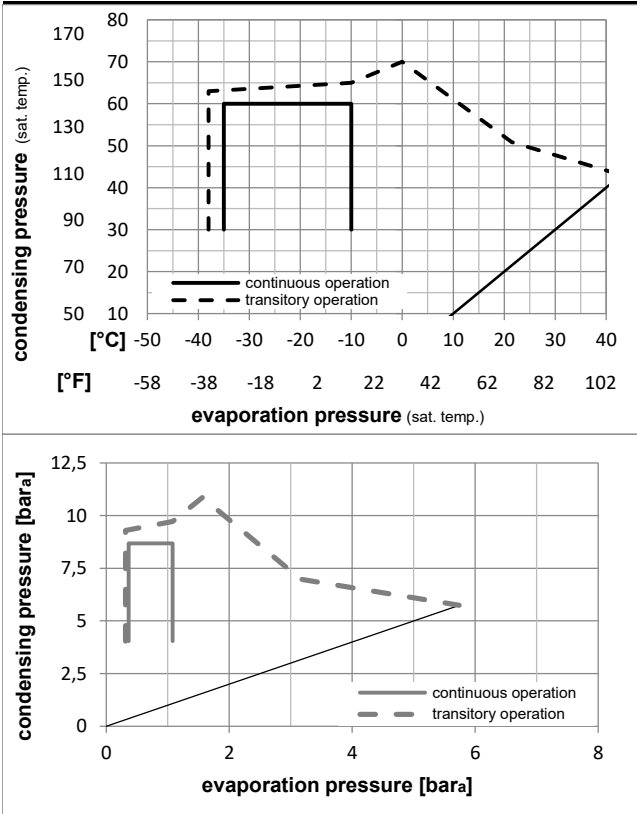 condensing pressure (sat. temp.)
170 80
150 70
60
130 50
110 40
90 30
70 20
50 10
continuous operation
transitory operation
[°C] -50 -40 -30 -20 -10 0 10 20 30 40
[°F] -58 -38 -18 2 22 42 62 82 102
evaporation pressure (sat. temp.)
condensing pressure [bara]
12,5
10
7,5
5
2,5
0
continuous operation
transitory operation
0 2 4 6 8
evaporation pressure [bara]